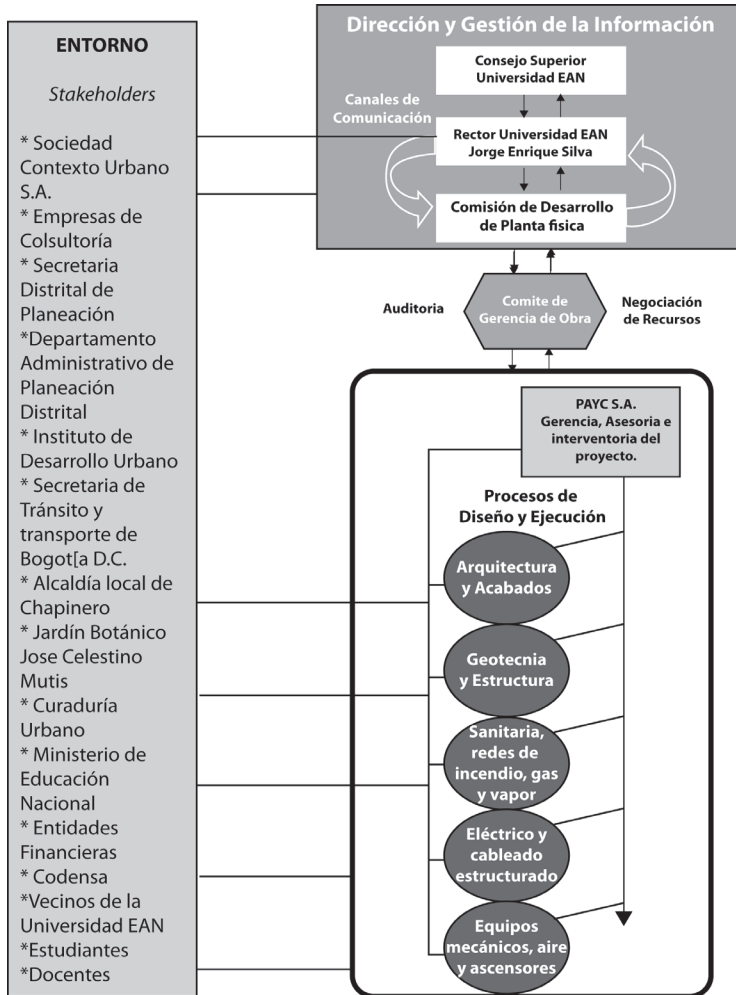 ENTORNO
Stakeholders
* Sociedad
Contexto Urbano
S.A.
* Empresas de
Colsultoría
* Secretaria
Distrital de
Planeación
*Departamento
Administrativo de
Planeación
Distrital
* Instituto de
Desarrollo Urbano
* Secretaria de
Tránsito y
transporte de
Bogot[a D.C.
* Alcaldía local de
Chapinero
* Jardín Botánico
Jose Celestino
Mutis
* Curaduría
Urbano
* Ministerio de
Educación
Nacional
* Entidades
Financieras
* Codensa
*Vecinos de la
Universidad EAN
*Estudiantes
*Docentes
Dirección y Gestión de la Información
Consejo Superior
Universidad EAN
Canales de
Comunicación
Rector Universidad EAN
Jorge Enrique Silva
Comisión de Desarrollo
de Planta fisica
Auditoria
Comite de
Gerencia de Obra
Negociación
de Recursos
PAYC S.A.
Gerencia, Asesoria e
interventoria del
proyecto.
Procesos de
Diseño y Ejecución
Arquitectura
y Acabados
Geotecnia
y Estructura
Sanitaria,
redes de
incendio, gas
y vapor
Eléctrico y
cableado
estructurado
Equipos
mecánicos, aire
y ascensores